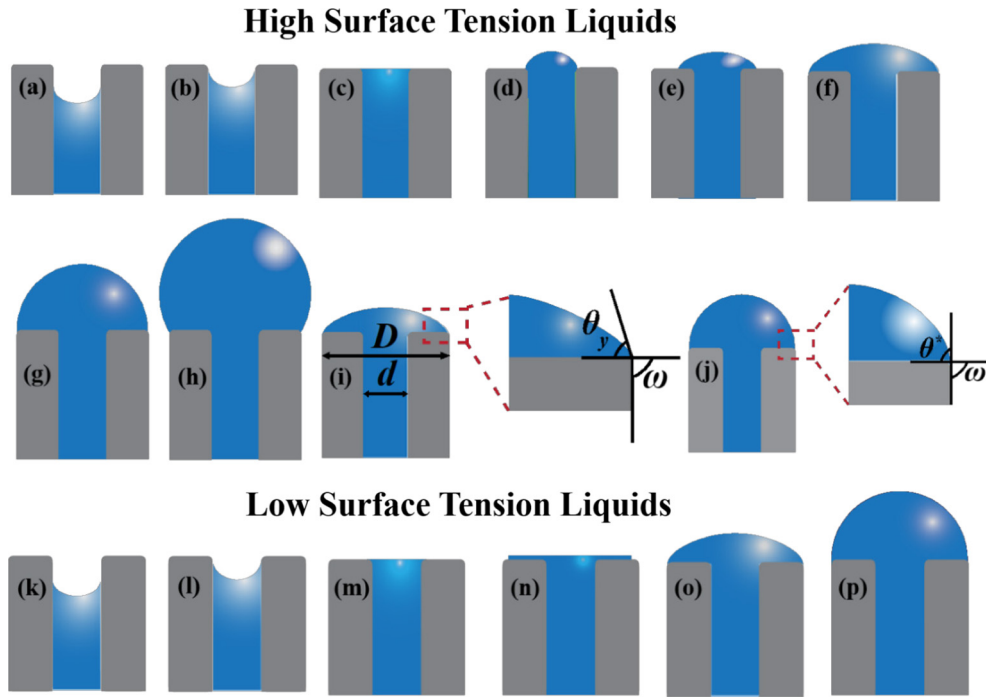 High Surface Tension Liquids
(a) (b) (c) (d) (e) (f)
(g) (h) (i) D d θy ω (j) θ* ω
Low Surface Tension Liquids
(k) (l) (m) (n) (o) (p)